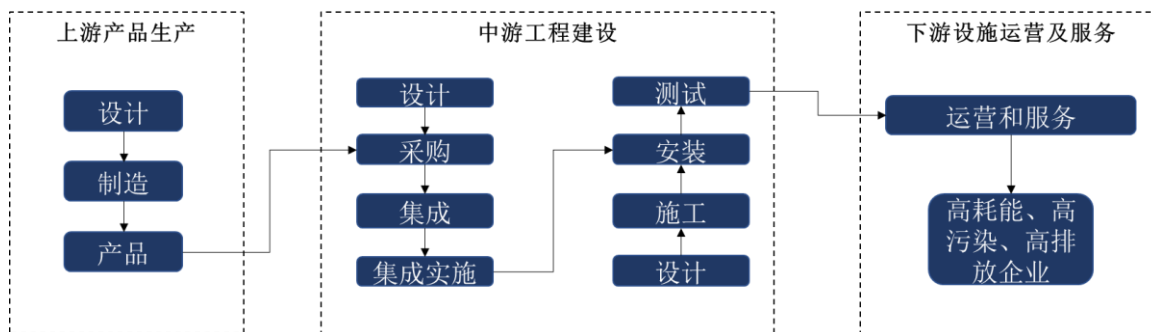 上游产品生产
设计
制造
产品
中游工程建设
设计
采购
集成
集成实施
测试
安装
施工
设计
下游设施运营及服务
运营和服务
高耗能、高
污染、高排
放企业